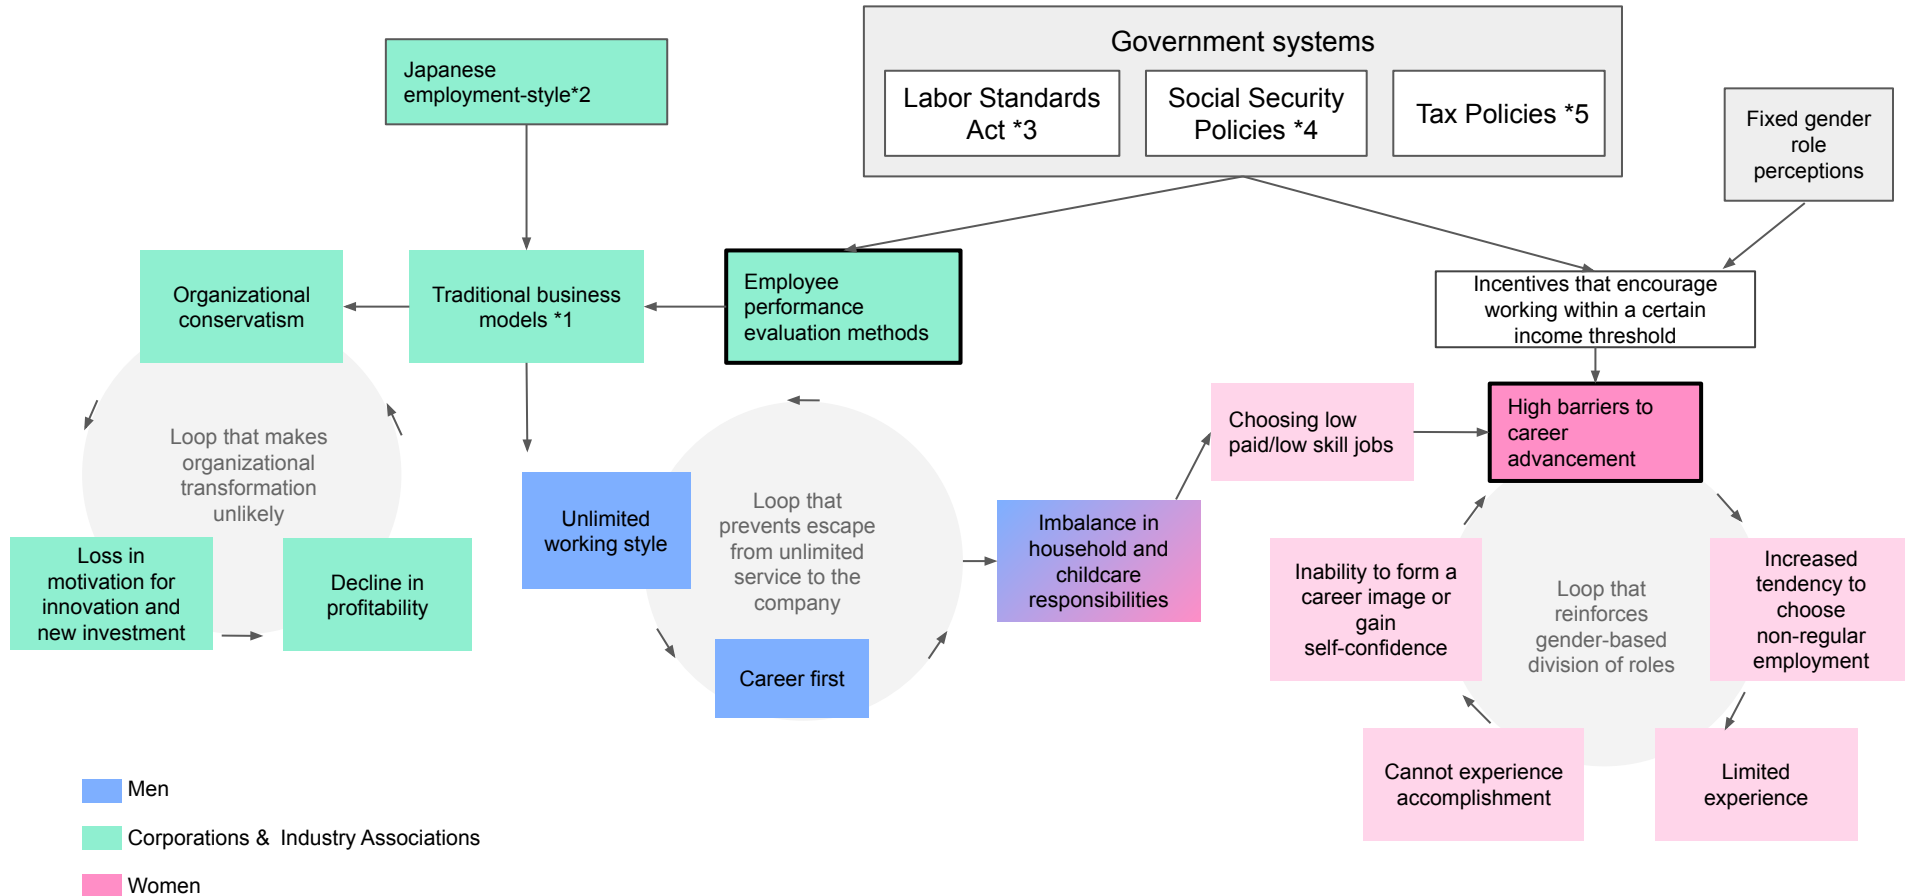 Government systems
Japanese
employment-style*2
Labor Standards
Act *3
Social Security
Policies *4
Tax Policies *5
Fixed gender
role
perceptions
Organizational
conservatism
Traditional business
models *1
Employee
performance
evaluation methods
Incentives that encourage
working within a certain
income threshold
Loop that makes
organizational
transformation
unlikely
Loss in
motivation for
innovation and
new investment
Decline in
profitability
Unlimited
working style
Loop that
prevents escape
from unlimited
service to the
company
Career first
Imbalance in
household and
childcare
responsibilities
Choosing low
paid/low skill jobs
High barriers to
career
advancement
Inability to form a
career image or
gain
self-confidence
Loop that
reinforces
gender-based
division of roles
Increased
tendency to
choose
non-regular
employment
Cannot experience
accomplishment
Limited
experience
Men
Corporations & Industry Associations
Women